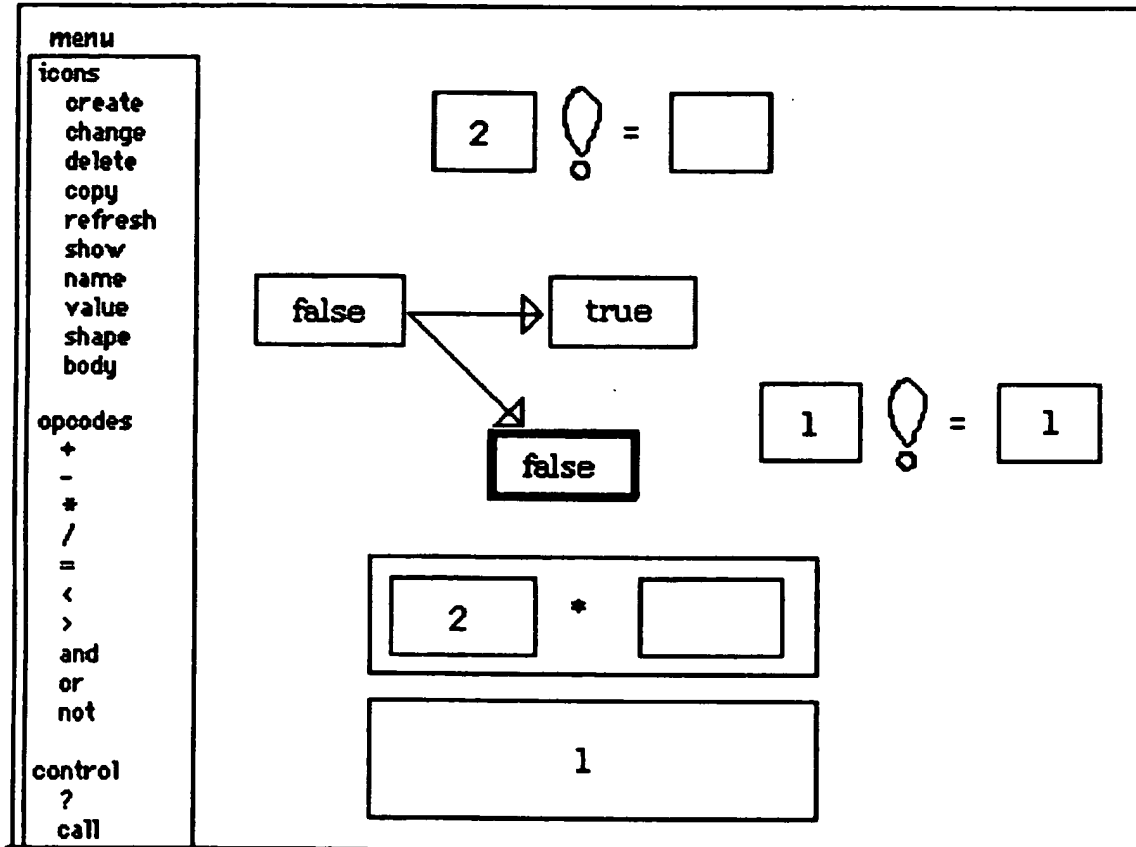 menu
icons
create
change
delete
copy
refresh
show
name
value
shape
body
opcodes
+
-
*
/
=
<
>
and
or
not
control
?
call
2 ! =
false
true
false
1 ! = 1
2 *
1